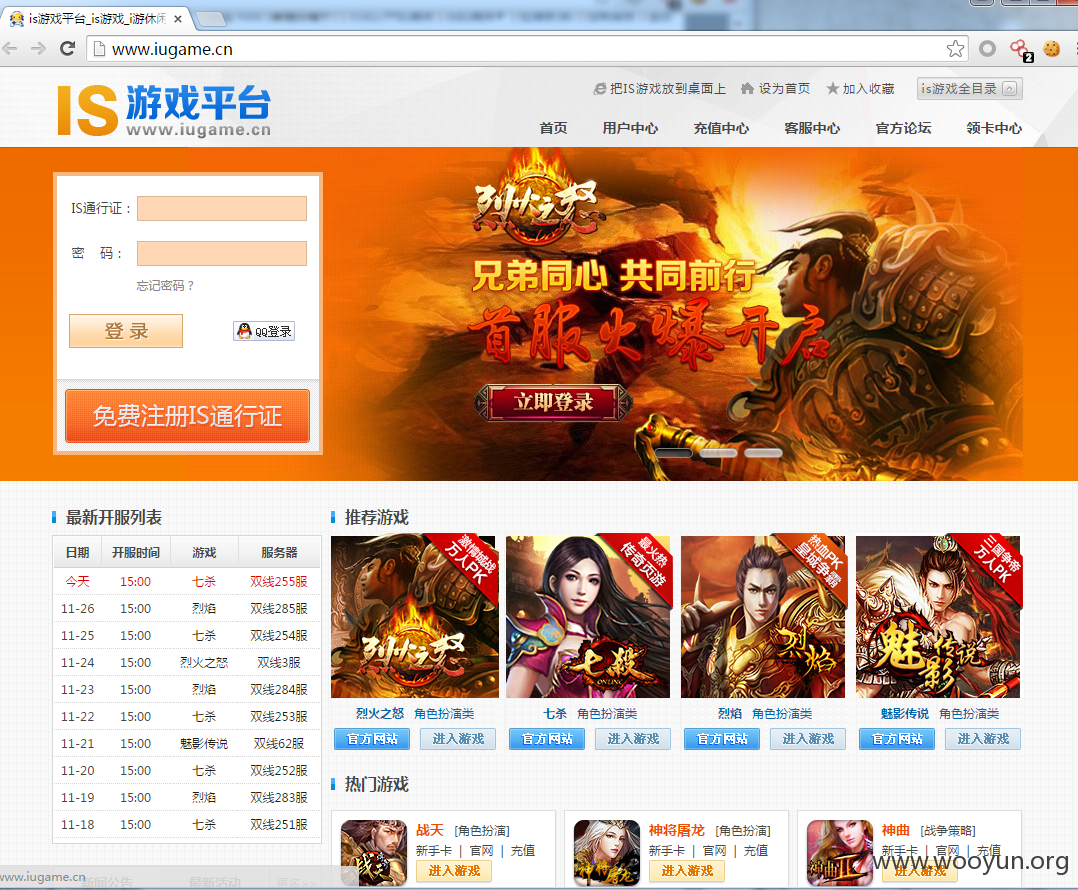 is游戏平台_is游戏_i游休闲
www.iugame.cn
2
IS游戏平台
www.iugame.cn
把IS游戏放到桌面上 设为首页 加入收藏 is游戏全目录
首页 用户中心 充值中心 客服中心 官方论坛 领卡中心
IS通行证：
密 码：
忘记密码？
登 录 QQ登录
免费注册IS通行证
烈火之怒
兄弟同心 共同前行
首服火爆开启
立即登录
最新开服列表
日期 开服时间 游戏 服务器
今天 15:00 七杀 双线255服
11-26 15:00 烈焰 双线285服
11-25 15:00 七杀 双线254服
11-24 15:00 烈火之怒 双线3服
11-23 15:00 烈焰 双线284服
11-22 15:00 七杀 双线253服
11-21 15:00 魅影传说 双线62服
11-20 15:00 七杀 双线252服
11-19 15:00 烈焰 双线283服
11-18 15:00 七杀 双线251服
推荐游戏
激情城战
万人PK
烈火之怒
最火热
传奇页游
七殺
ONLINE
热血PK
皇城争霸
烈焰
三国争帝
万人PK
魅影传说
烈火之怒 角色扮演类 七杀 角色扮演类 烈焰 角色扮演类 魅影传说 角色扮演类
官方网站 进入游戏 官方网站 进入游戏 官方网站 进入游戏 官方网站 进入游戏
热门游戏
战天
战天 [角色扮演]
新手卡 | 官网 | 充值
进入游戏
神将屠龙
神将屠龙 [角色扮演]
新手卡 | 官网 | 充值
进入游戏
神曲II
神曲 [战争策略]
新手卡 | 官网 | 充值
进入游戏
www.iugame.cn
新闻公告 最新活动 更多>>
www.wooyun.org